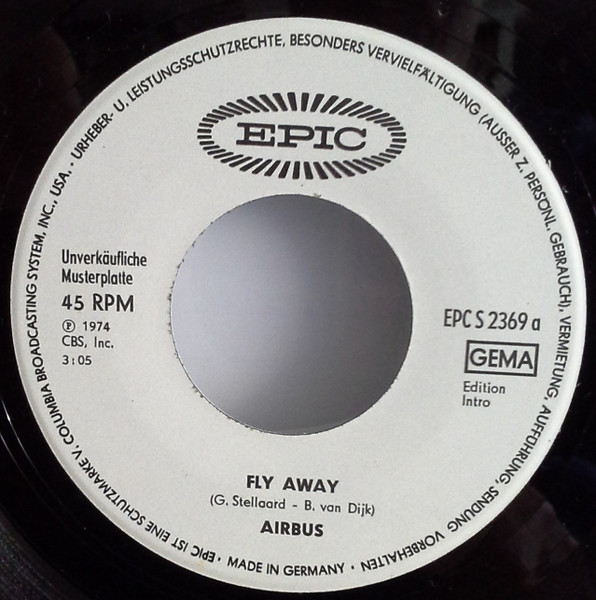 EPIC IST EINE SCHUTZMARKE V. COLUMBIA BROADCASTING SYSTEM, INC., USA. · URHEBER- U. LEISTUNGSSCHUTZRECHTE, BESONDERS VERVIELFÄLTIGUNG (AUSSER Z. PERSÖNL. GEBRAUCH), VERMIETUNG, AUFFÜHRUNG, SENDUNG VORBEHALTEN · MADE IN GERMANY ·
EPIC
Unverkäufliche
Musterplatte
45 RPM
Ⓟ 1974
CBS, Inc.
3:05
EPC S 2369 a
GEMA
Edition
Intro
FLY AWAY
(G. Stellaard - B. van Dijk)
AIRBUS